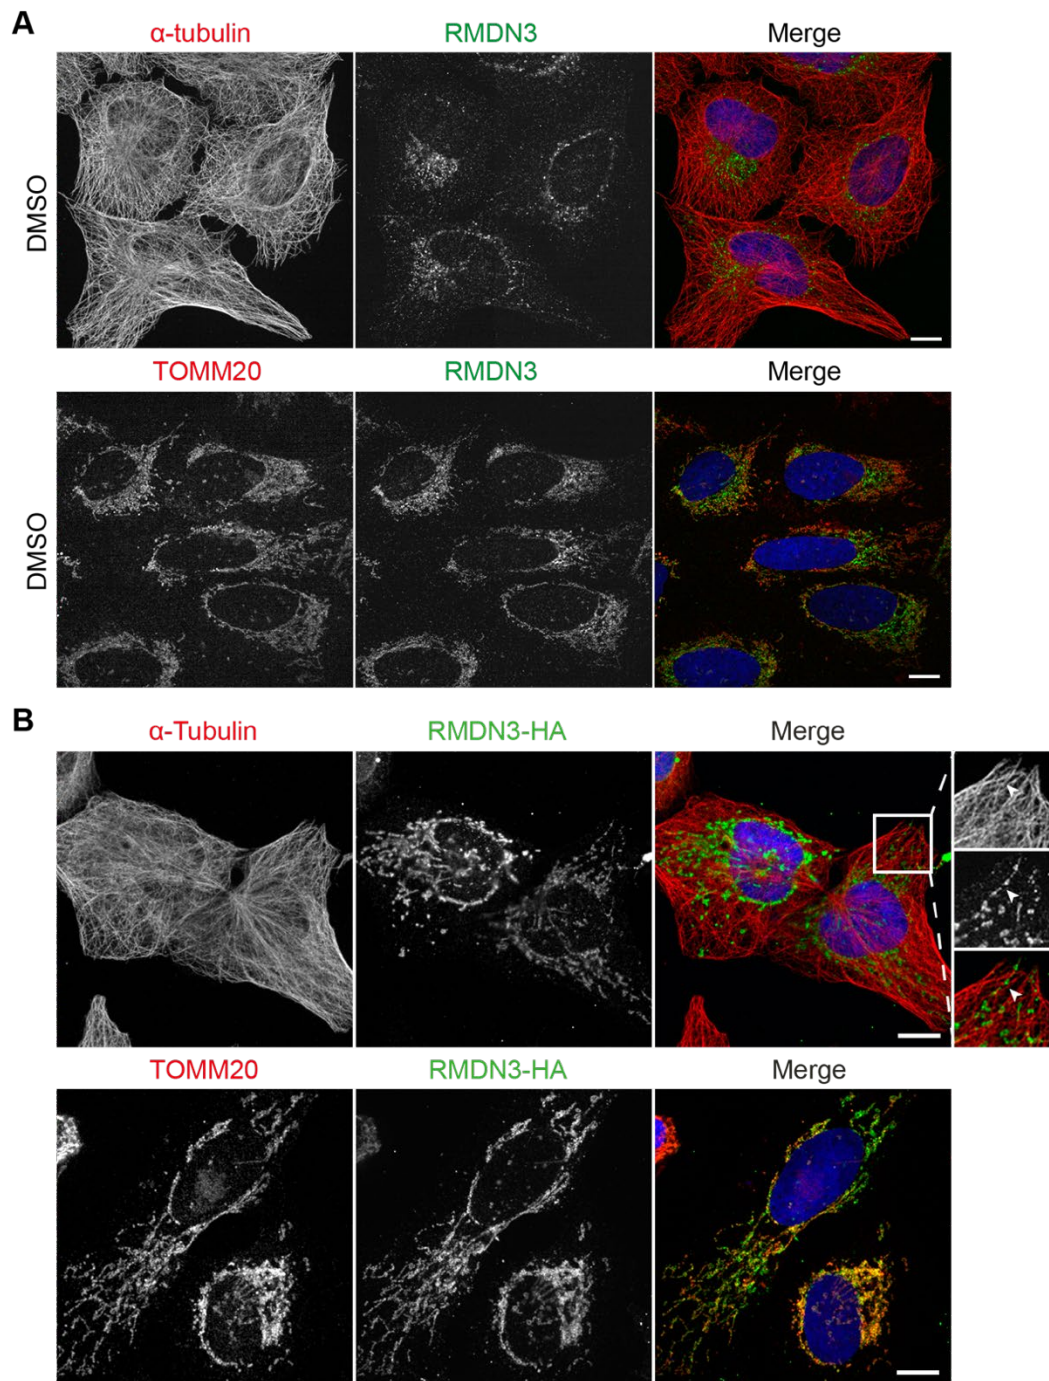 A
α-tubulin RMDN3 Merge
DMSO
TOMM20 RMDN3 Merge
DMSO
B
α-Tubulin RMDN3-HA Merge
TOMM20 RMDN3-HA Merge